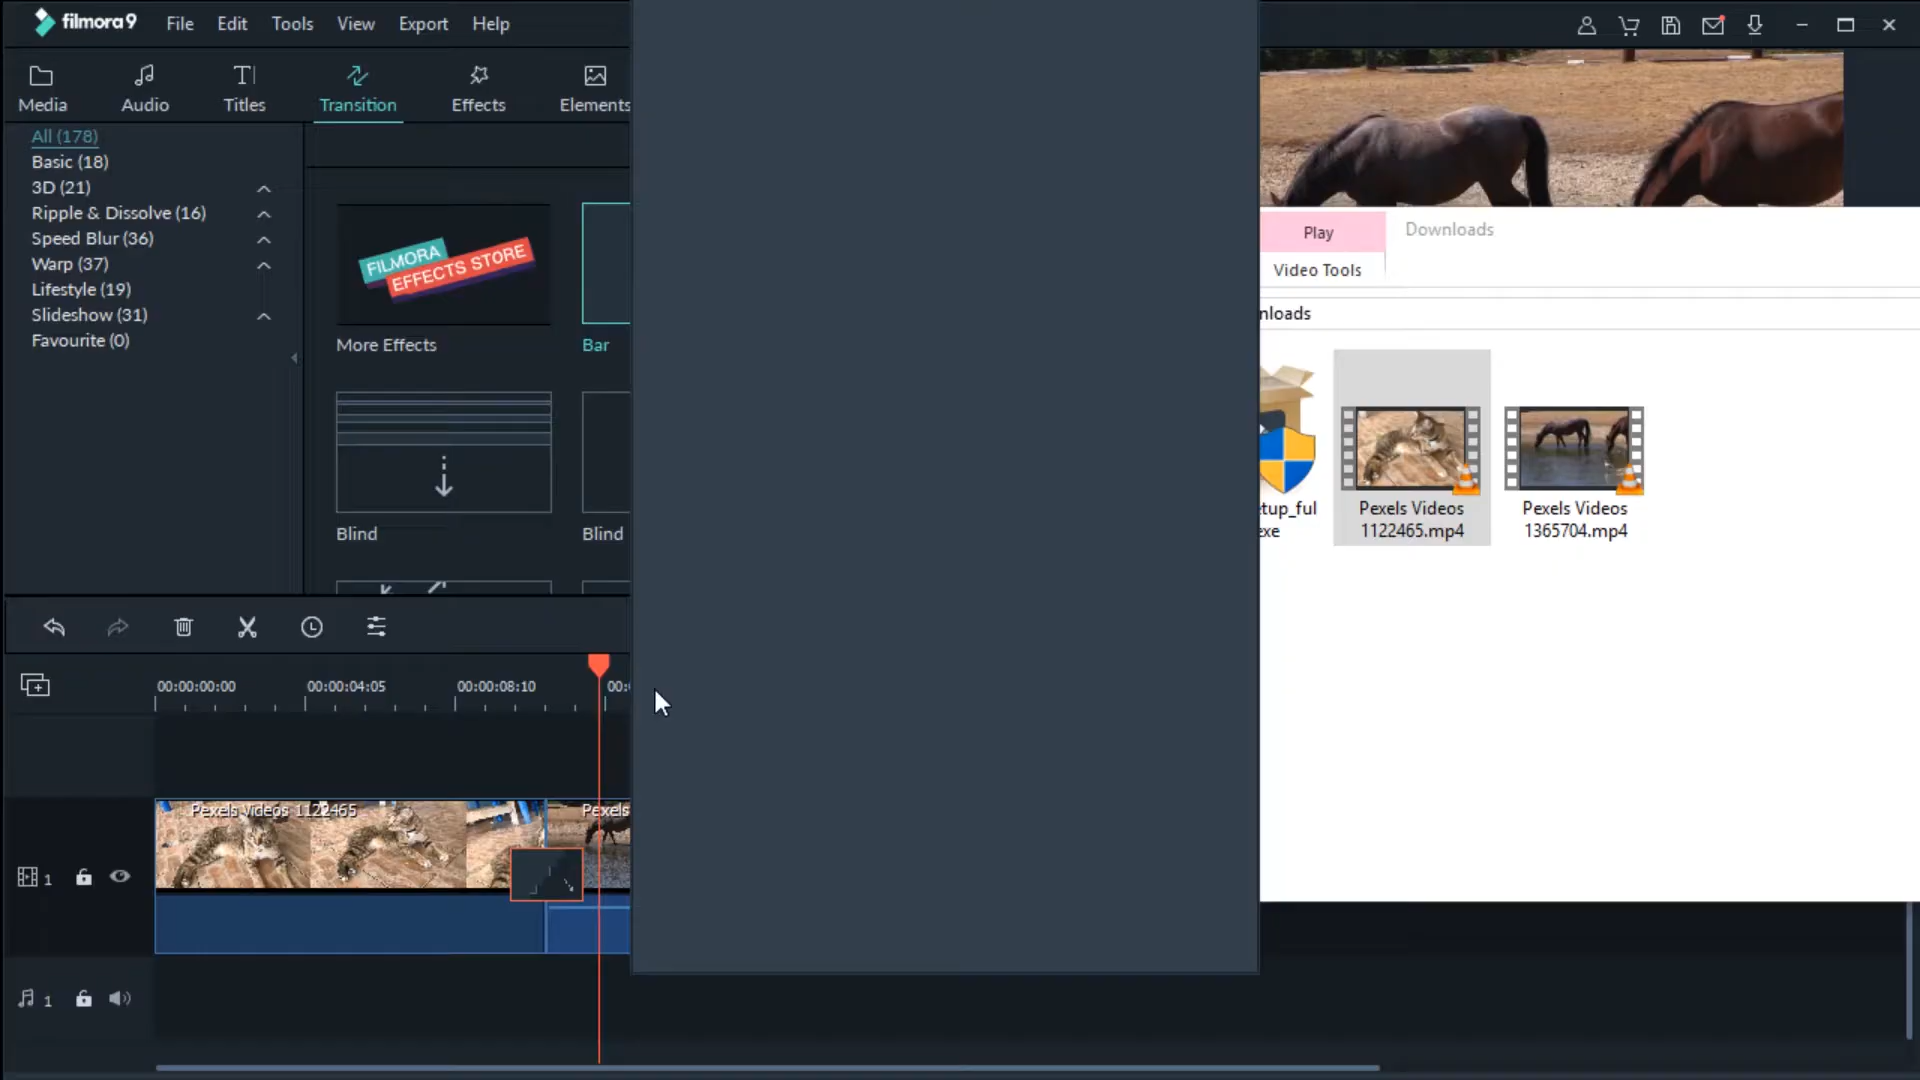 filmora9 File Edit Tools View Export Help
Media Audio Titles Transition Effects Elements
All (178)
Basic (18)
3D (21)
Ripple & Dissolve (16)
Speed Blur (36)
Warp (37)
Lifestyle (19)
Slideshow (31)
Favourite (0)
FILMORA
EFFECTS STORE
More Effects
Bar
Blind
Blind
Play
Video Tools
Downloads
nloads
etup_ful
exe
Pexels Videos
1122465.mp4
Pexels Videos
1365704.mp4
00:00:00:00 00:00:04:05 00:00:08:10 00:0
Pexels Videos 1122465
Pexels
1
1